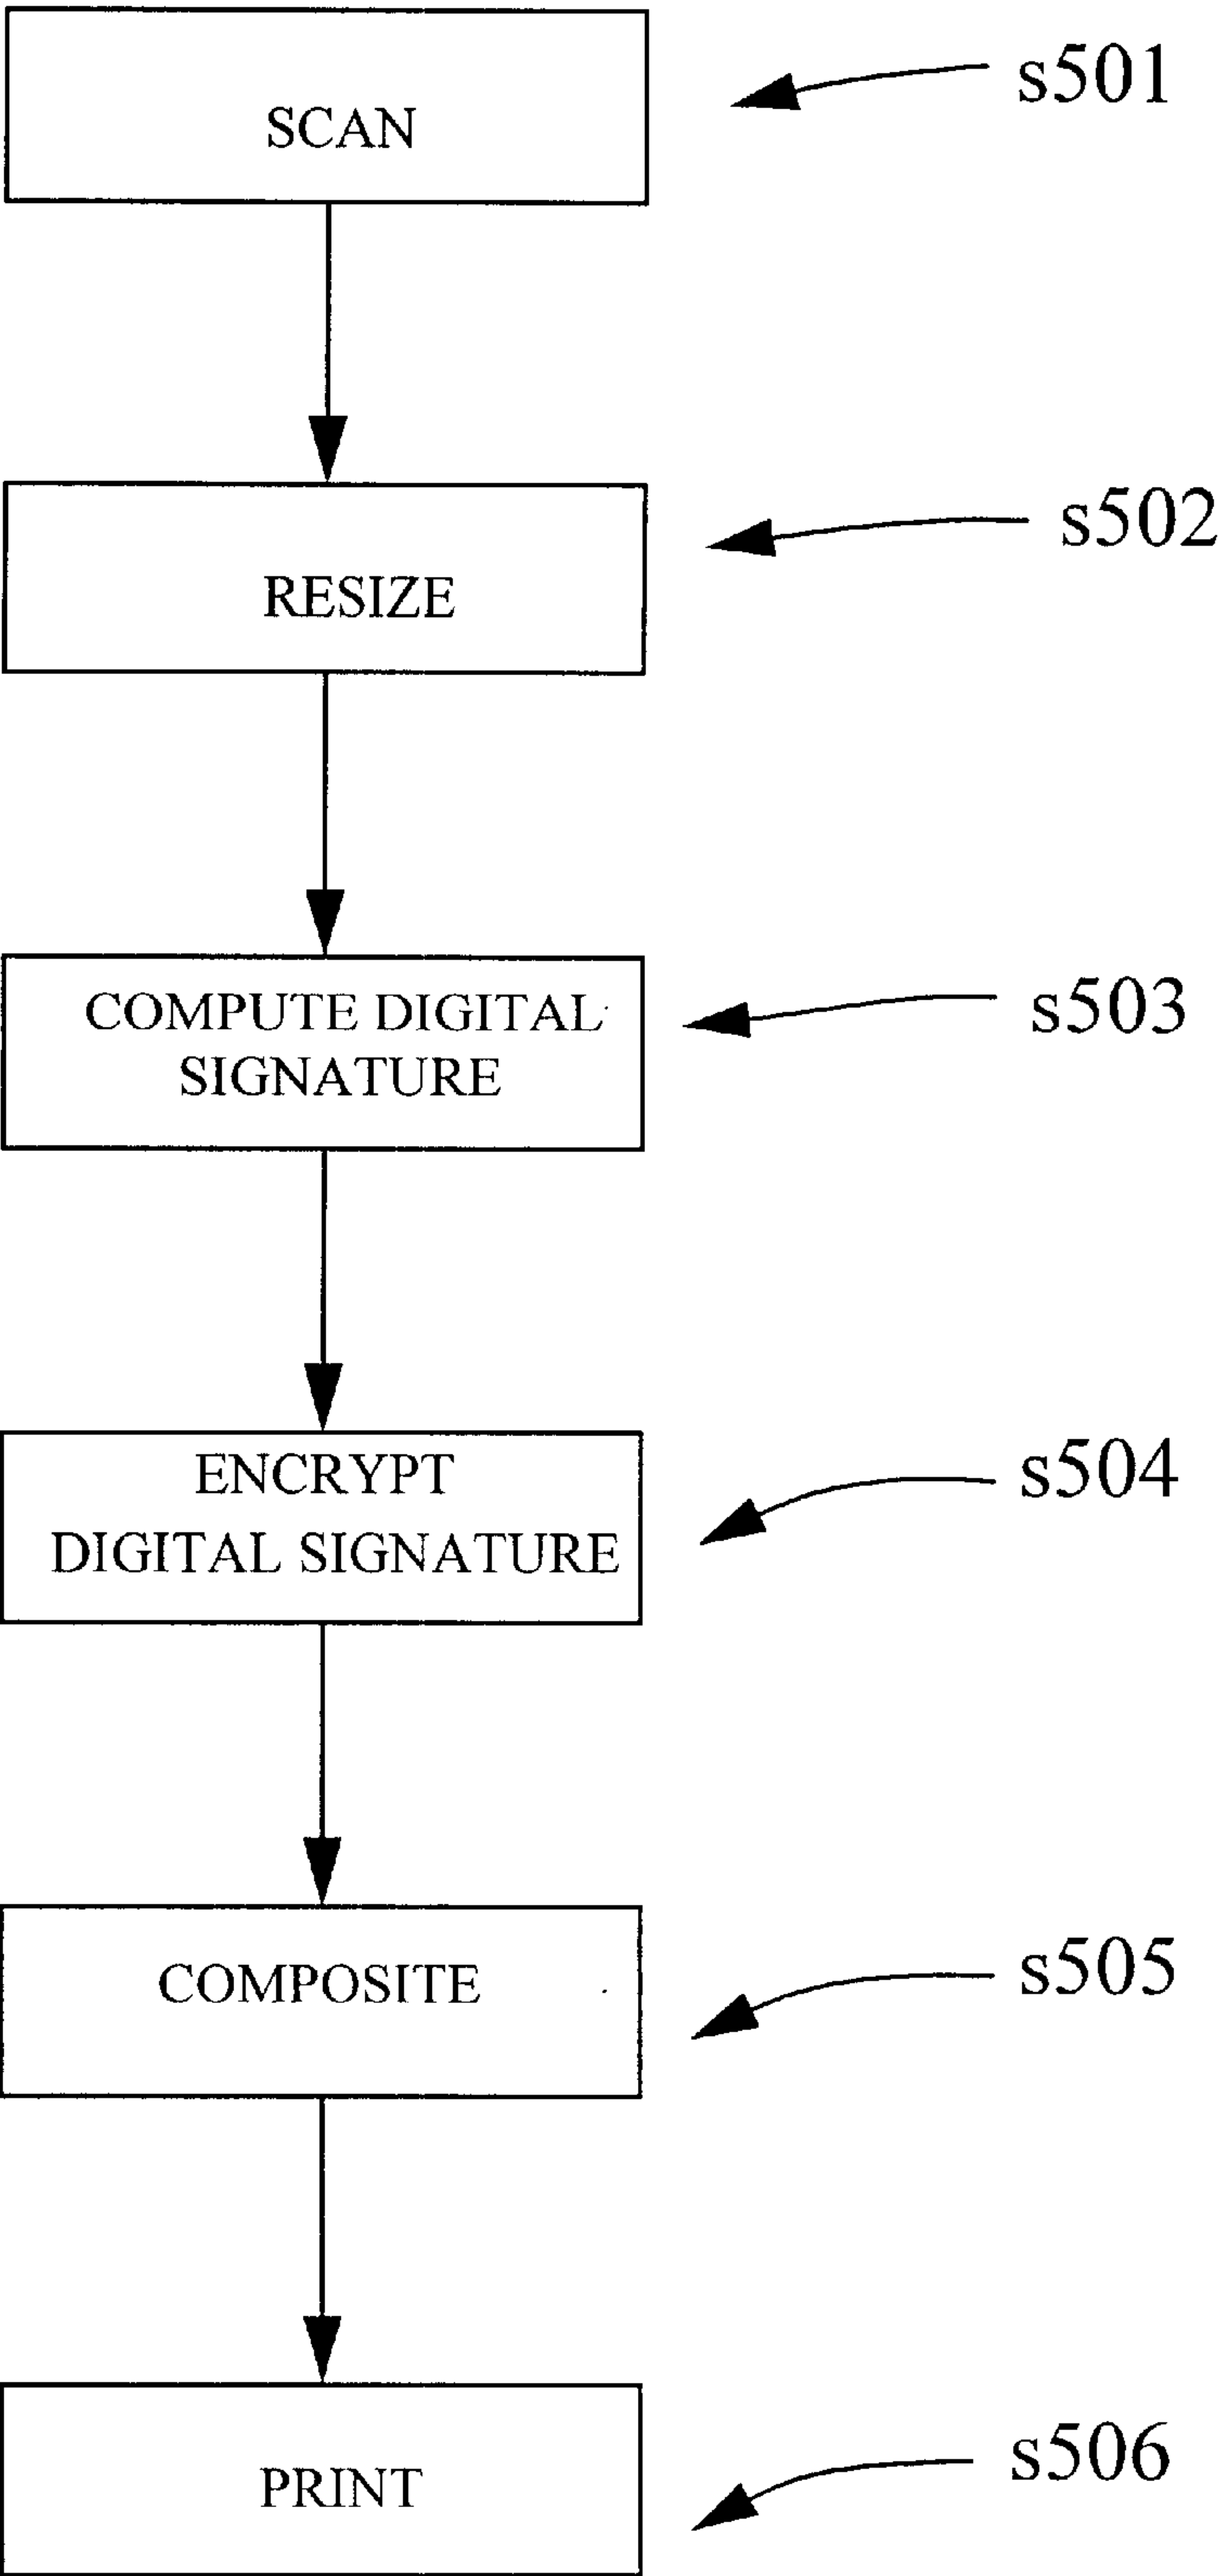 SCAN
s501
RESIZE
s502
COMPUTE DIGITAL
SIGNATURE
s503
ENCRYPT
DIGITAL SIGNATURE
s504
COMPOSITE
s505
PRINT
s506